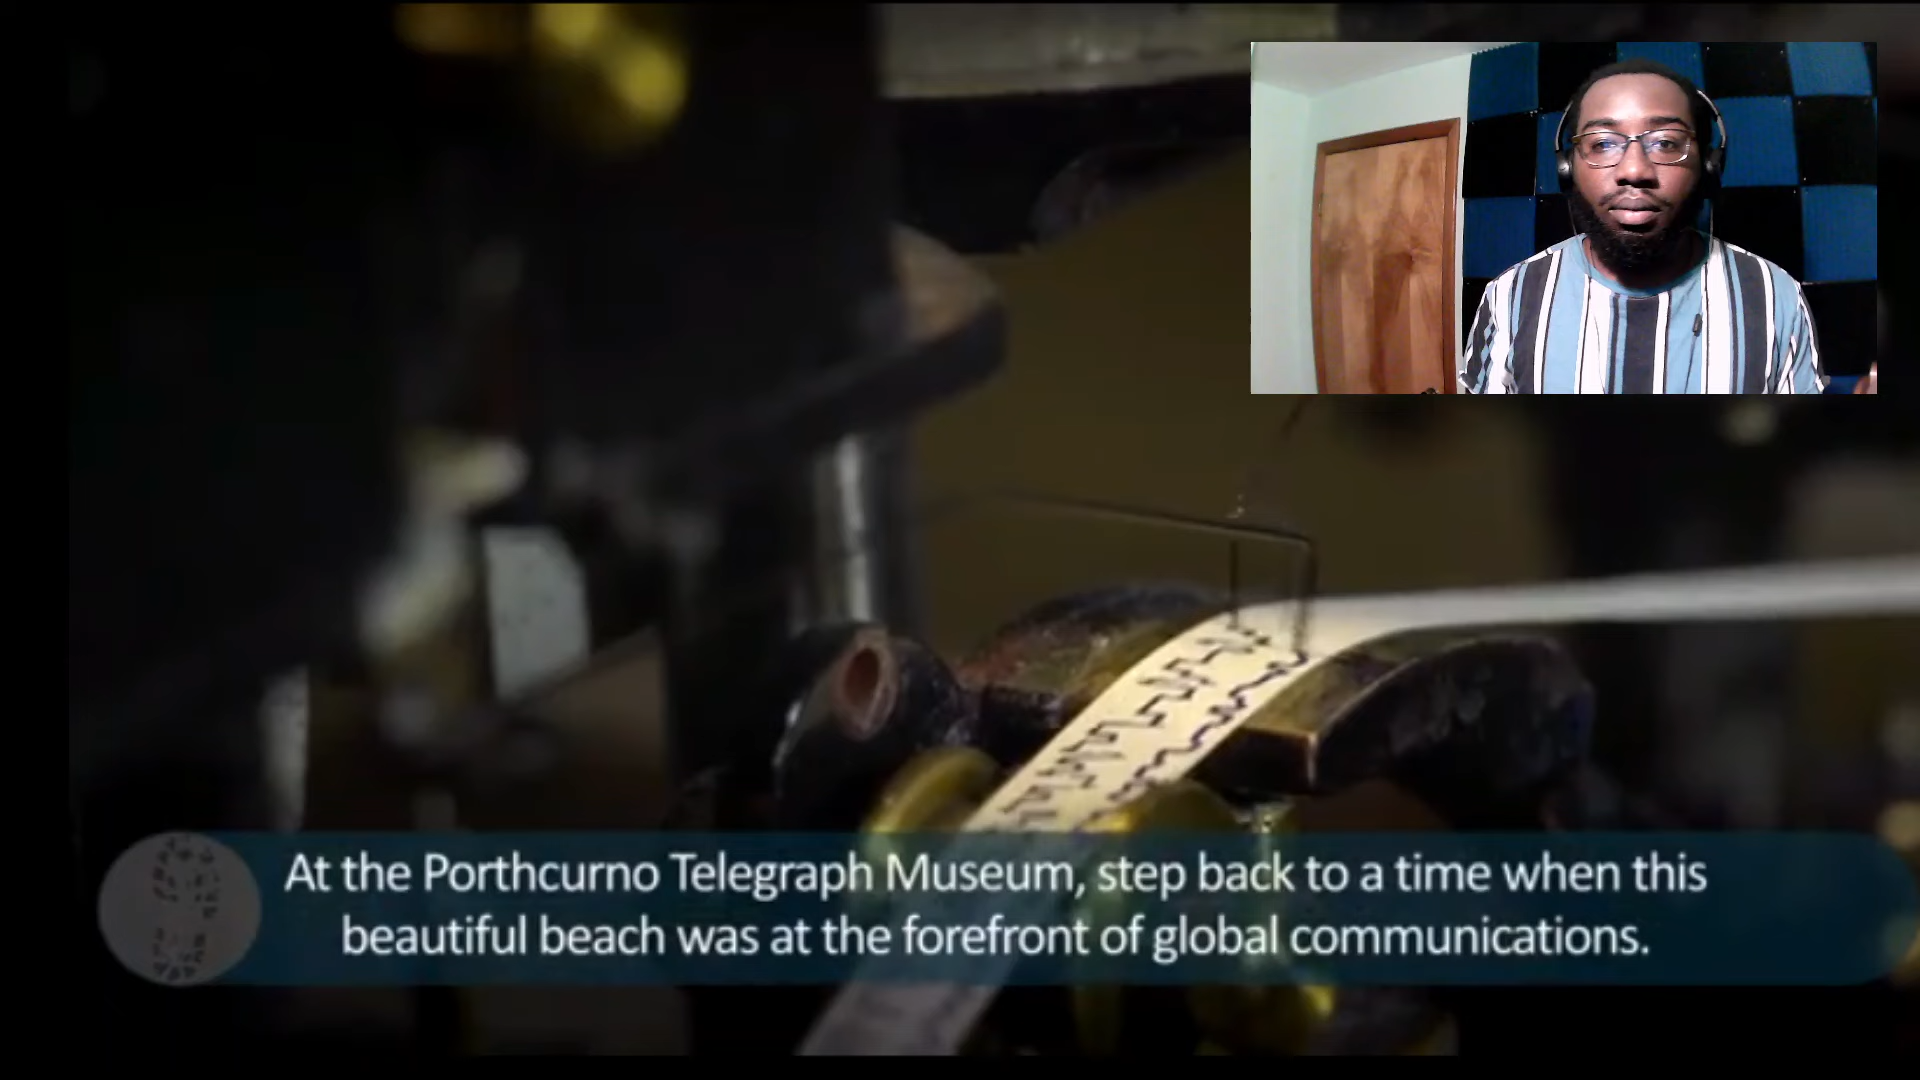 At the Porthcurno Telegraph Museum, step back to a time when this
beautiful beach was at the forefront of global communications.